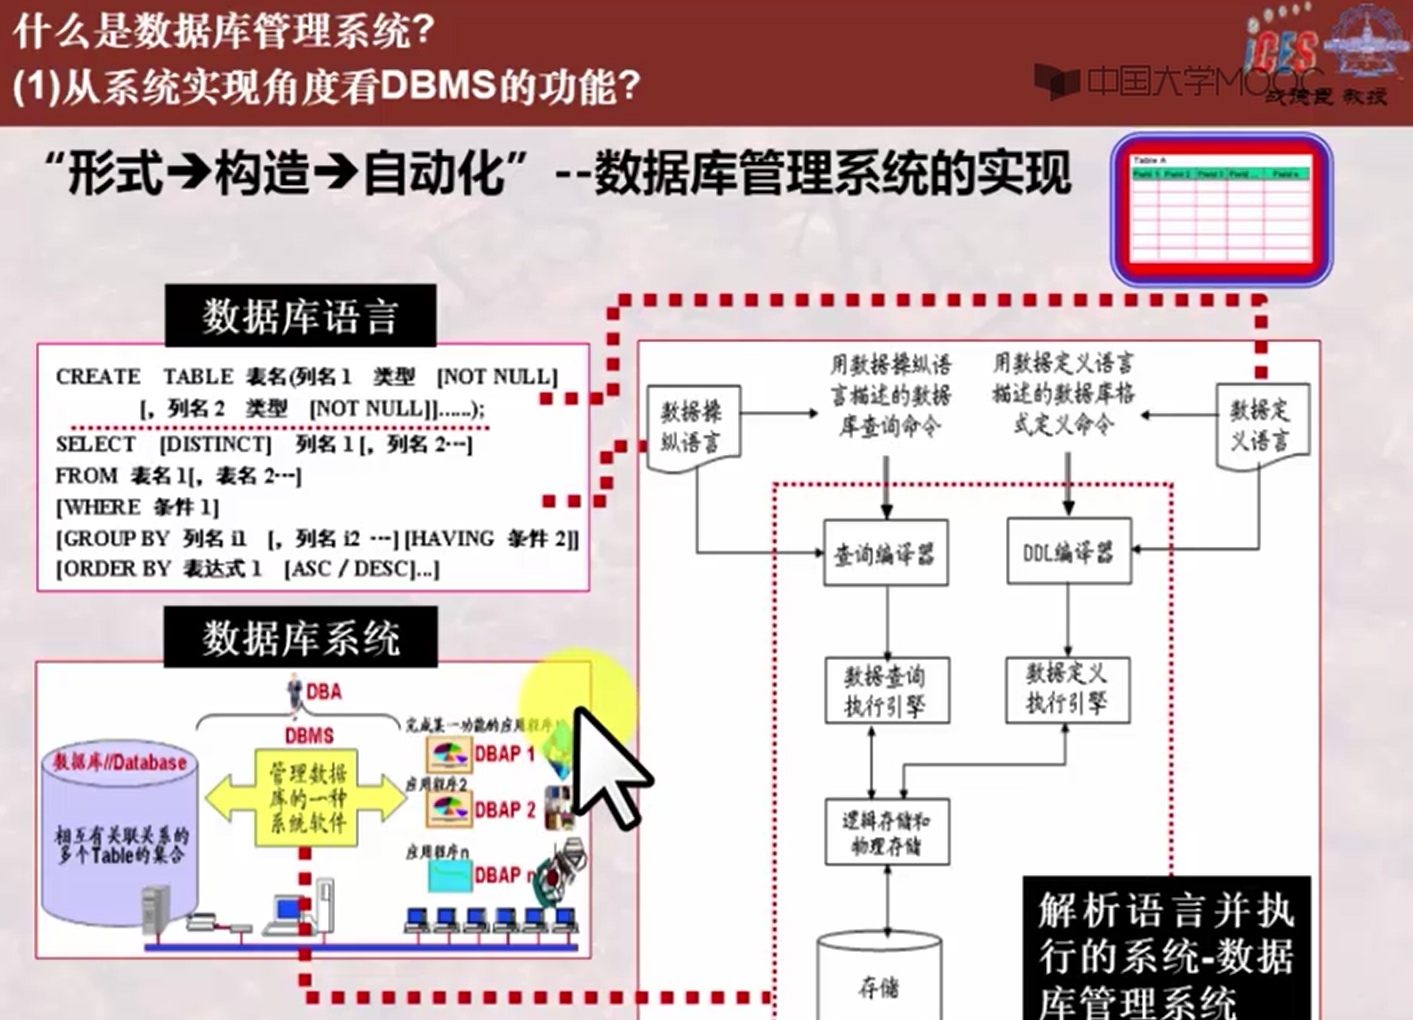 什么是数据库管理系统?
(1)从系统实现角度看DBMS的功能?
iCES
中国大学MOOC
战德臣 教授
“形式➔构造➔自动化” --数据库管理系统的实现
Table A
Field 1 Field 2 Field 3 Field ... Field n
数据库语言
CREATE TABLE 表名(列名1 类型 [NOT NULL]
[, 列名2 类型 [NOT NULL]]......);
SELECT [DISTINCT] 列名1 [, 列名2…]
FROM 表名1[, 表名2…]
[WHERE 条件1]
[GROUP BY 列名i1 [, 列名i2 …] [HAVING 条件2]]
[ORDER BY 表达式1 [ASC / DESC]...]
数据库系统
DBA
DBMS
管理数据
库的一种
系统软件
数据库//Database
相互有关联关系的
多个Table的集合
完成某一功能的应用程序
DBAP 1
应用程序2
DBAP 2
应用程序n
DBAP n
数据操
纵语言
用数据操纵语
言描述的数据
库查询命令
用数据定义语言
描述的数据库格
式定义命令
数据定
义语言
查询编译器
DDL编译器
数据查询
执行引擎
数据定义
执行引擎
逻辑存储和
物理存储
存储
解析语言并执
行的系统-数据
库管理系统